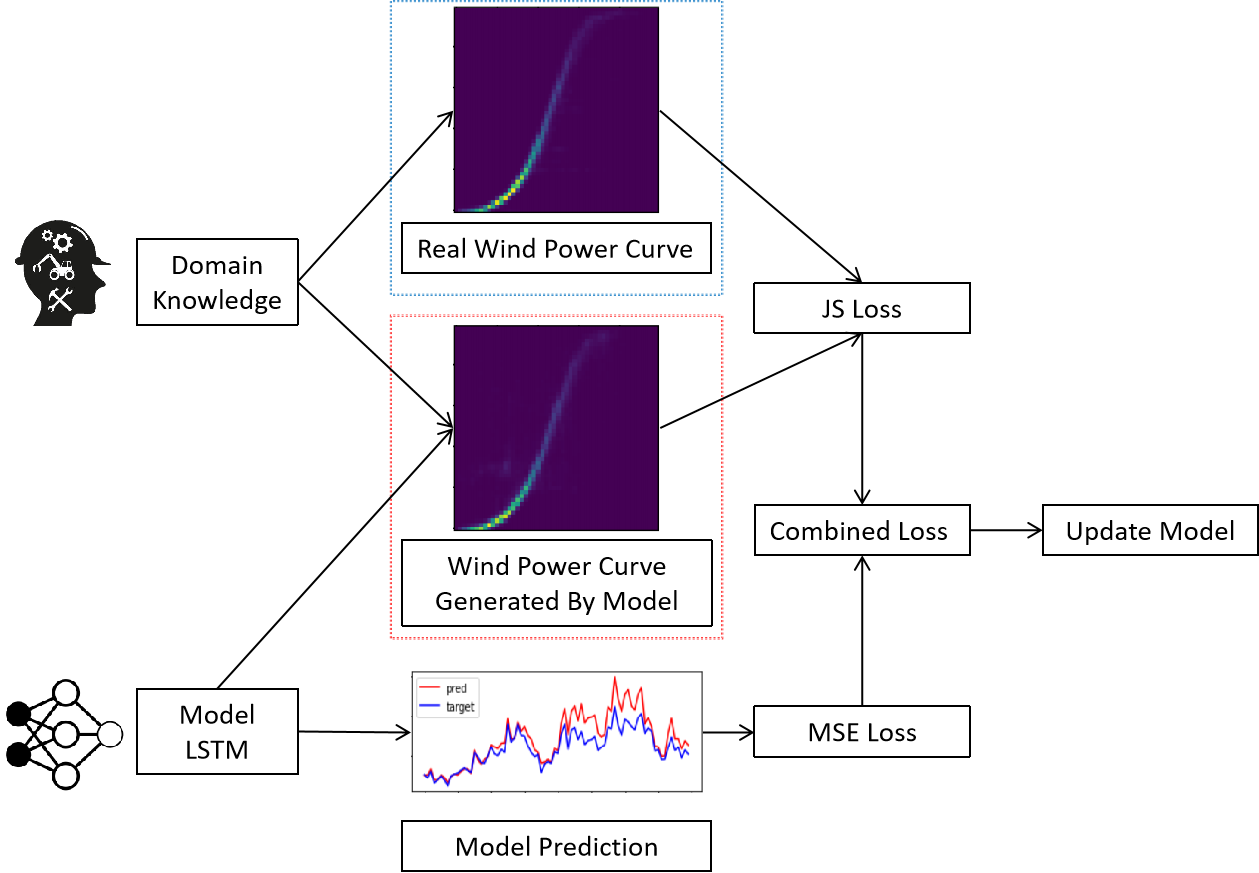 Real Wind Power Curve
Domain
Knowledge
JS Loss
Wind Power Curve
Generated By Model
Combined Loss
Update Model
pred
target
Model
LSTM
MSE Loss
Model Prediction